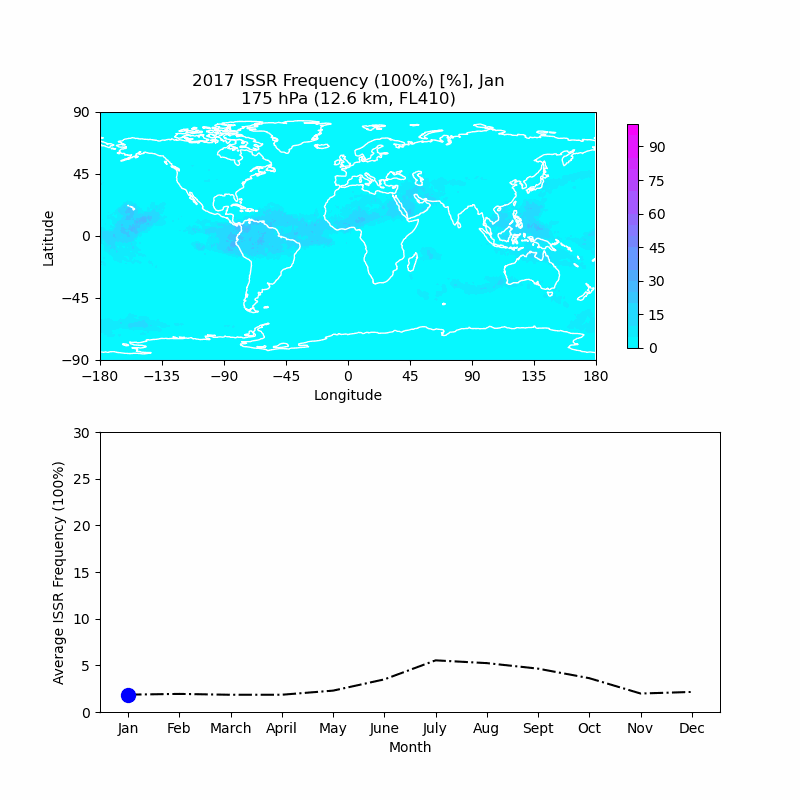 2017 ISSR Frequency (100%) [%], Jan
175 hPa (12.6 km, FL410)
90
45
0
−45
−90
Latitude
−180 −135 −90 −45 0 45 90 135 180
Longitude
90
75
60
45
30
15
0
30
25
20
15
10
5
0
Average ISSR Frequency (100%)
Jan Feb March April May June July Aug Sept Oct Nov Dec
Month